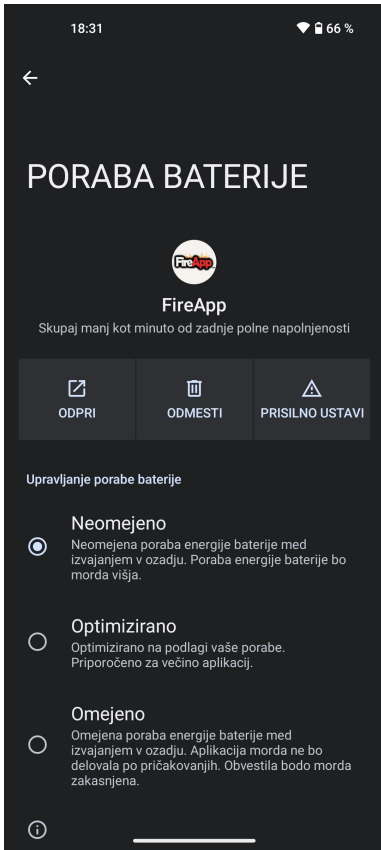 18:31
66 %
PORABA BATERIJE
FireApp
FireApp
Skupaj manj kot minuto od zadnje polne napolnjenosti
ODPRI
ODMESTI
PRISILNO USTAVI
Upravljanje porabe baterije
Neomejeno
Neomejena poraba energije baterije med
izvajanjem v ozadju. Poraba energije baterije bo
morda višja.
Optimizirano
Optimizirano na podlagi vaše porabe.
Priporočeno za večino aplikacij.
Omejeno
Omejena poraba energije baterije med
izvajanjem v ozadju. Aplikacija morda ne bo
delovala po pričakovanjih. Obvestila bodo morda
zakasnjena.